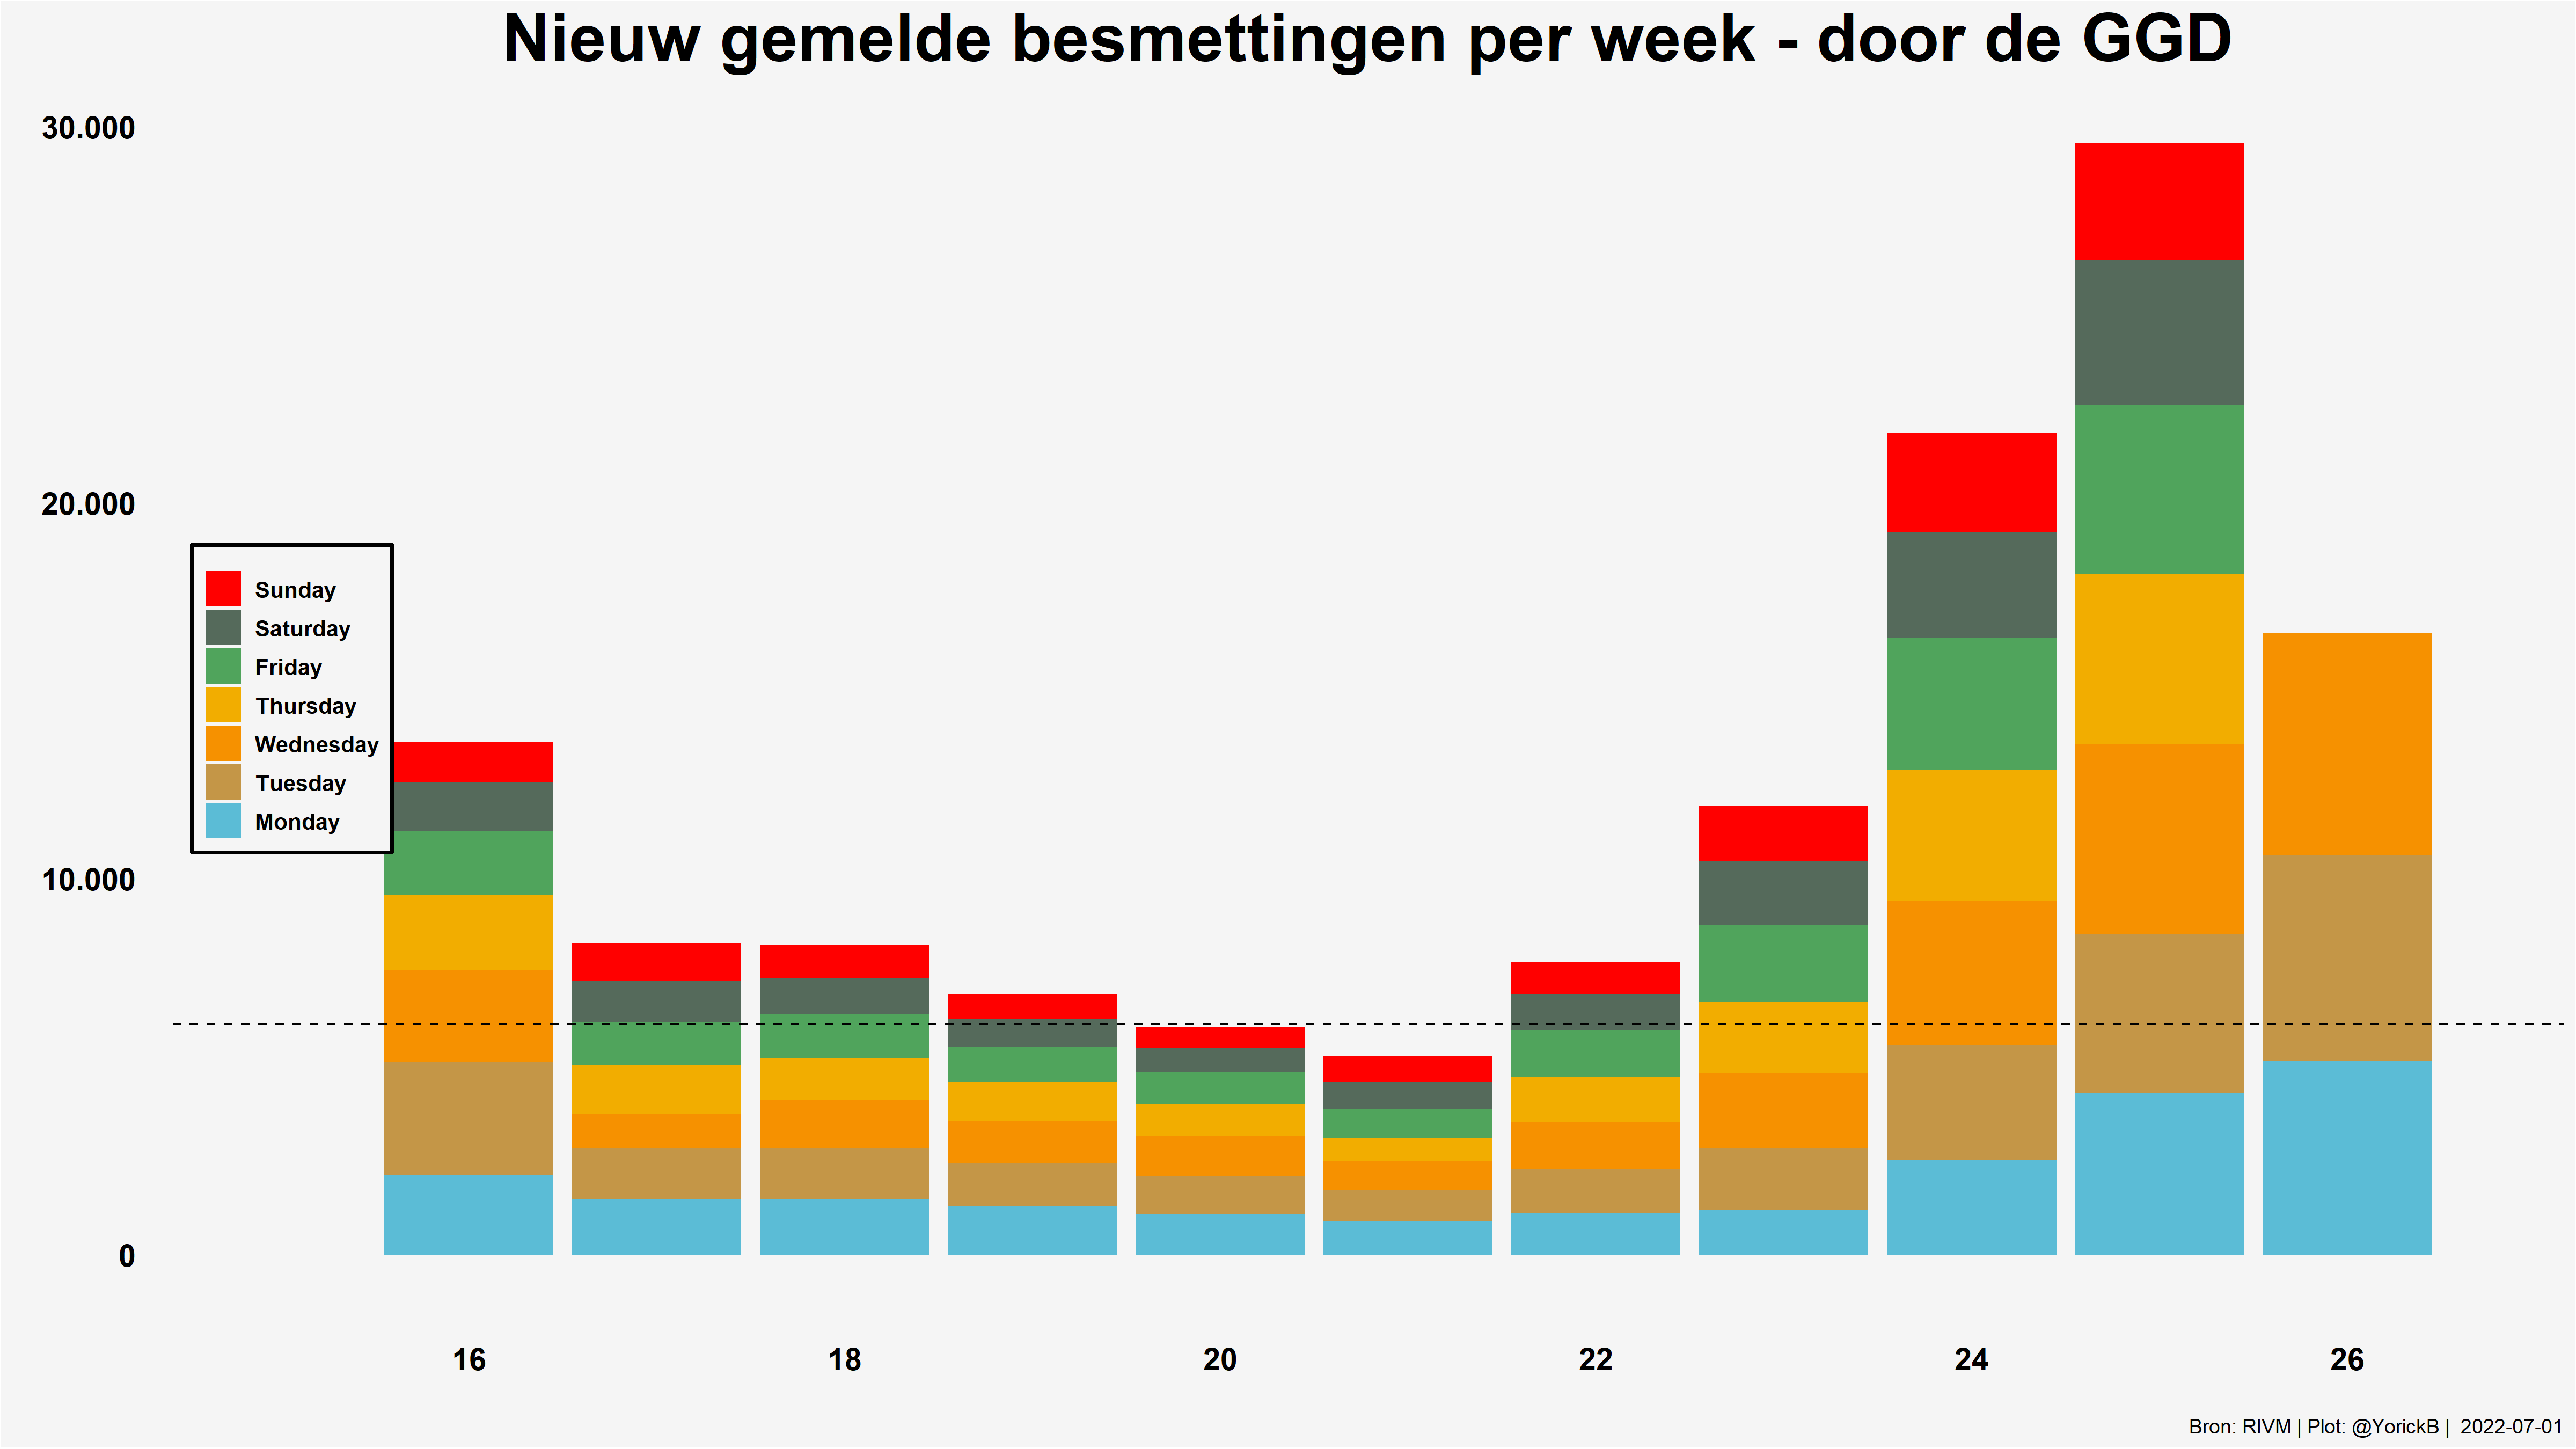 Nieuw gemelde besmettingen per week - door de GGD
30.000
20.000
10.000
0
Sunday
Saturday
Friday
Thursday
Wednesday
Tuesday
Monday
16 18 20 22 24 26
Bron: RIVM | Plot: @YorickB | 2022-07-01